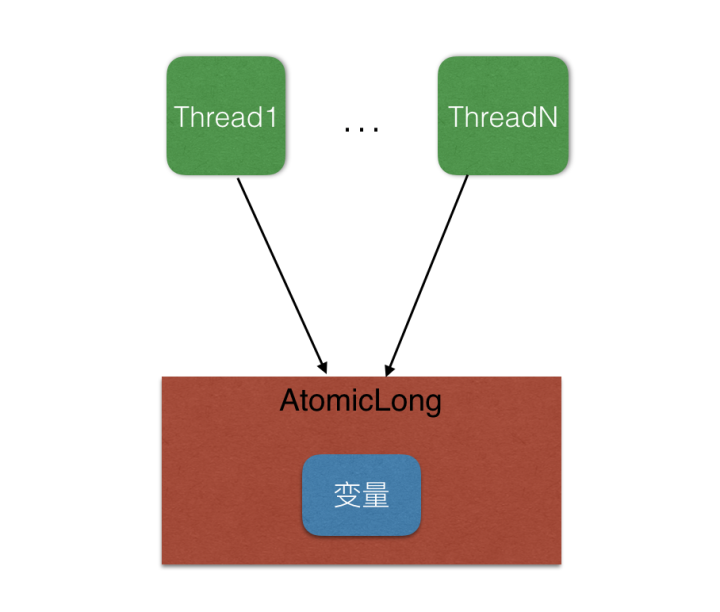 Thread1 ... ThreadN
AtomicLong
变量